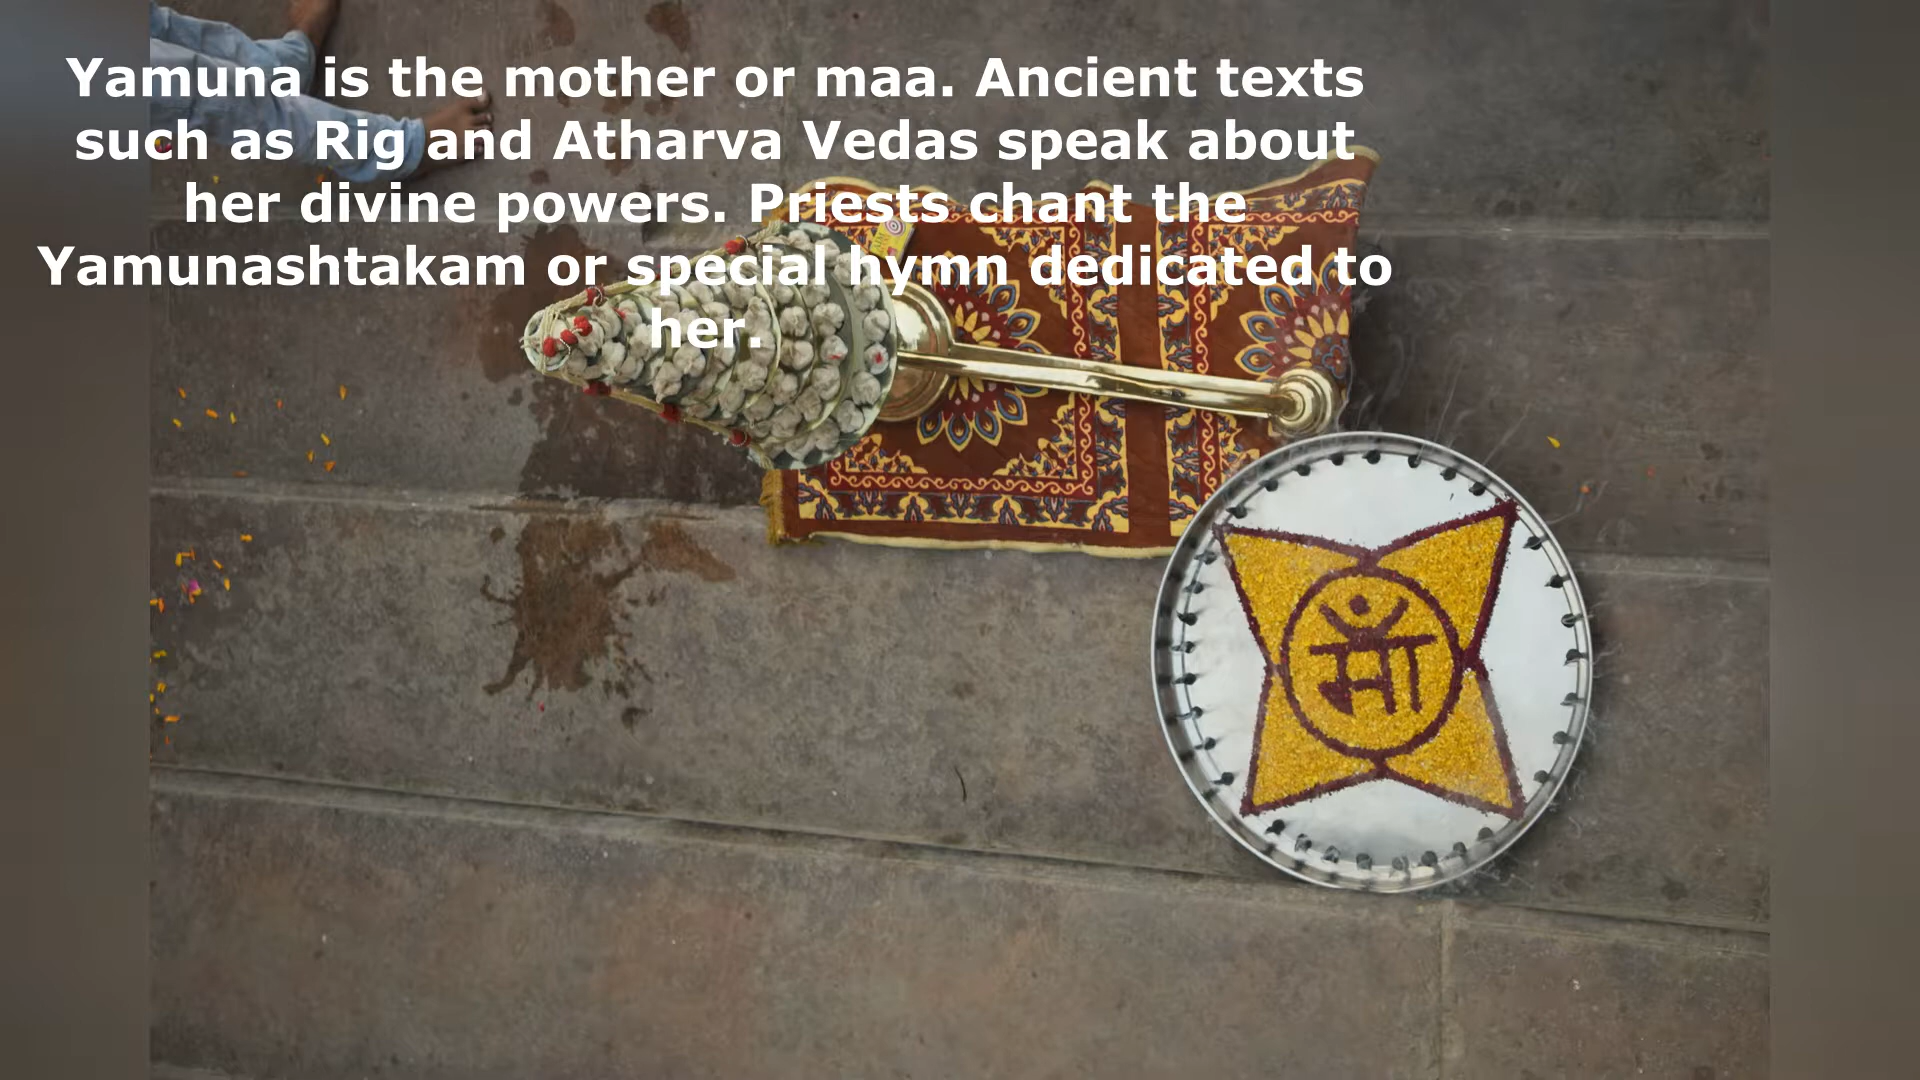 Yamuna is the mother or maa. Ancient texts
such as Rig and Atharva Vedas speak about
her divine powers. Priests chant the
Yamunashtakam or special hymn dedicated to
her.
माँ